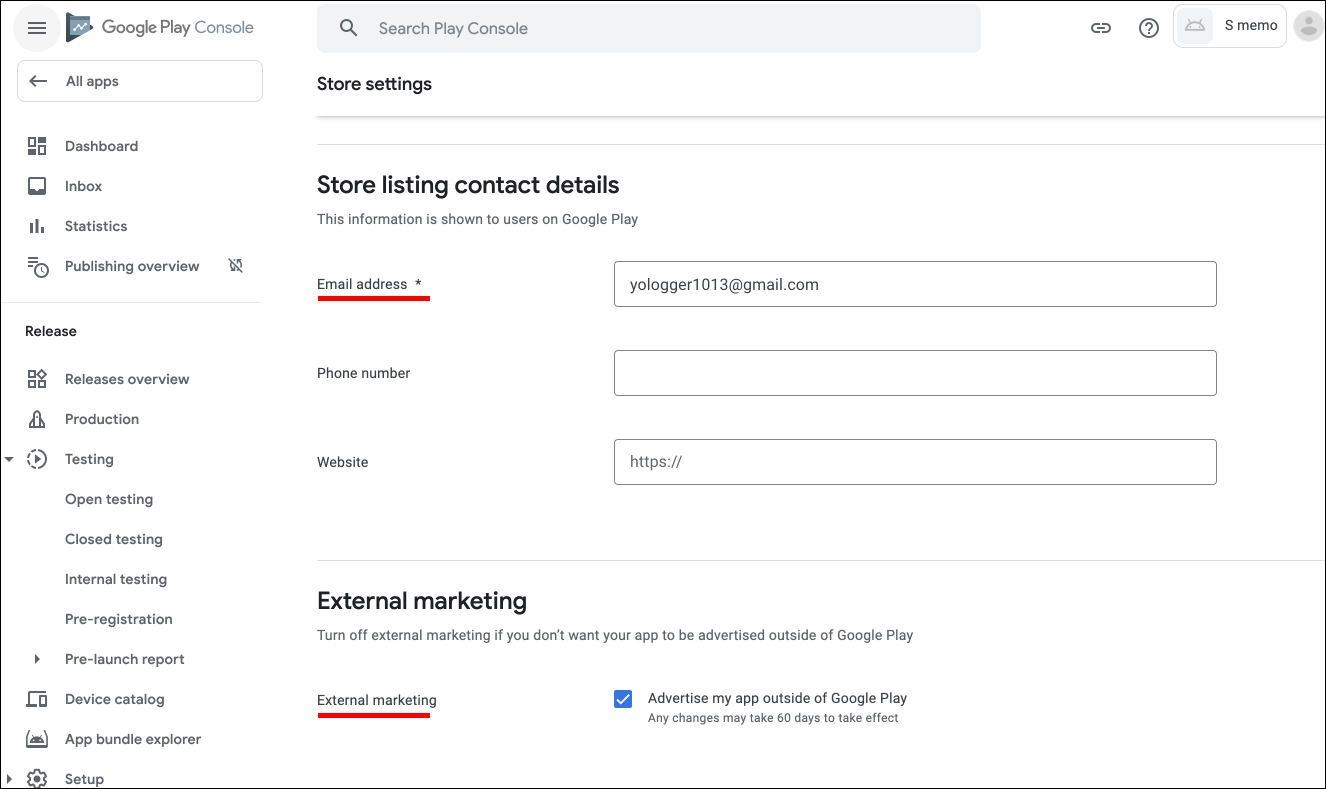 Google Play Console
Search Play Console
S memo
All apps
Store settings
Dashboard
Inbox
Statistics
Publishing overview
Release
Releases overview
Production
Testing
Open testing
Closed testing
Internal testing
Pre-registration
Pre-launch report
Device catalog
App bundle explorer
Setup
Store listing contact details
This information is shown to users on Google Play
Email address *
yologger1013@gmail.com
Phone number
Website
https://
External marketing
Turn off external marketing if you don't want your app to be advertised outside of Google Play
External marketing
Advertise my app outside of Google Play
Any changes may take 60 days to take effect